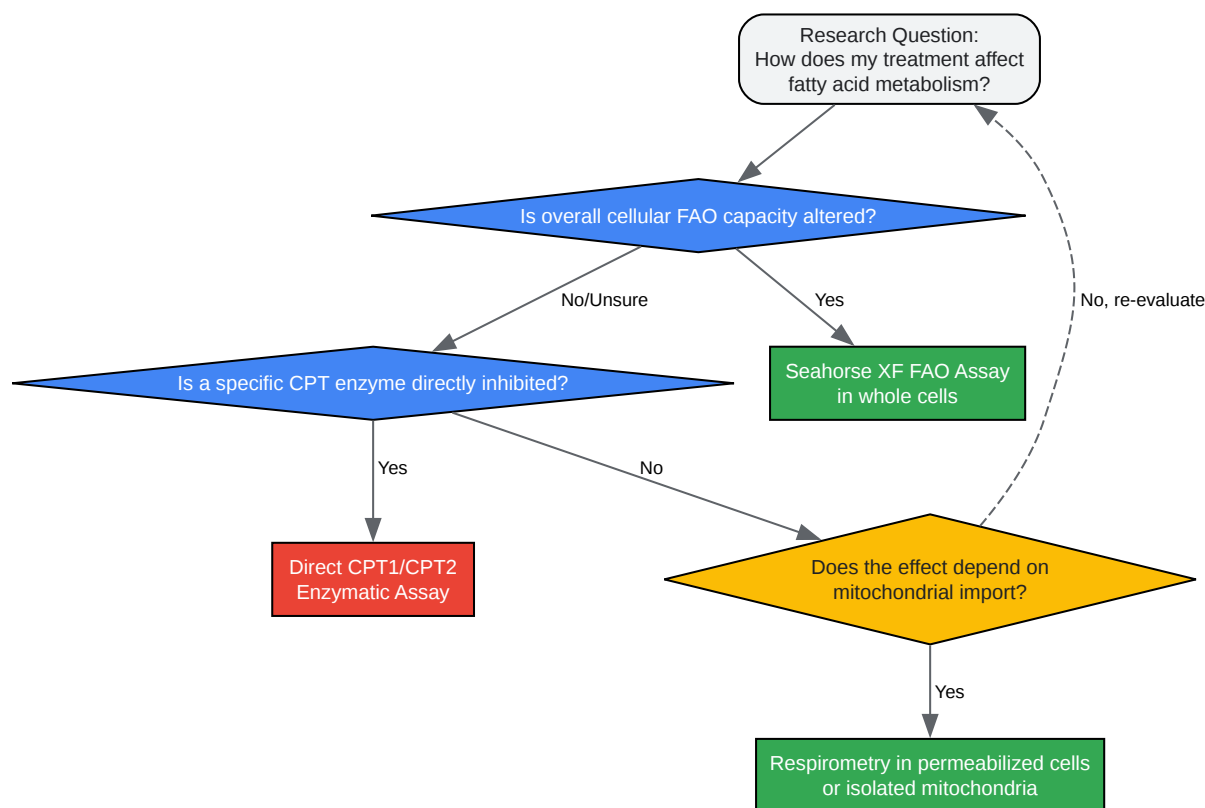 Research Question:
How does my treatment affect
fatty acid metabolism?
Is overall cellular FAO capacity altered?
No/Unsure
Yes
No, re-evaluate
Is a specific CPT enzyme directly inhibited?
Seahorse XF FAO Assay
in whole cells
Yes
No
Direct CPT1/CPT2
Enzymatic Assay
Does the effect depend on
mitochondrial import?
Yes
Respirometry in permeabilized cells
or isolated mitochondria